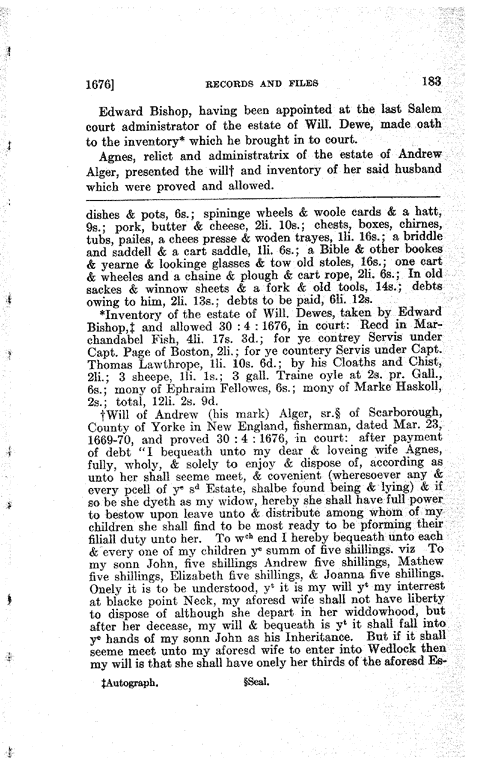 1676] RECORDS AND FILES 183
Edward Bishop, having been appointed at the last Salem
court administrator of the estate of Will. Dewe, made oath
to the inventory* which he brought in to court.
Agnes, relict and administratrix of the estate of Andrew
Alger, presented the will† and inventory of her said husband
which were proved and allowed.
dishes & pots, 6s.; spininge wheels & woole cards & a hatt,
9s.; pork, butter & cheese, 2li. 10s.; chests, boxes, chirnes,
tubs, pailes, a chees presse & woden trayes, 1li. 16s.; a briddle
and saddell & a cart saddle, 1li. 6s.; a Bible & other bookes
& yearne & lookinge glasses & tow old stoles, 16s.; one cart
& wheeles and a chaine & plough & cart rope, 2li. 6s.; In old
sackes & winnow sheets & a fork & old tools, 14s.; debts
owing to him, 2li. 13s.; debts to be paid, 6li. 12s.
*Inventory of the estate of Will. Dewes, taken by Edward
Bishop,‡ and allowed 30 : 4 : 1676, in court: Recd in Mar-
chandabel Fish, 4li. 17s. 3d.; for ye contrey Servis under
Capt. Page of Boston, 2li.; for ye countery Servis under Capt.
Thomas Lawthrope, 1li. 10s. 6d.; by his Cloaths and Chist,
2li.; 3 sheepe, 1li. 1s.; 3 gall. Traine oyle at 2s. pr. Gall.,
6s.; mony of Ephraim Fellowes, 6s.; mony of Marke Haskoll,
2s.; total, 12li. 2s. 9d.
†Will of Andrew (his mark) Alger, sr.§ of Scarborough,
County of Yorke in New England, fisherman, dated Mar. 23,
1669-70, and proved 30 : 4 : 1676, in court: after payment
of debt "I bequeath unto my dear & loveing wife Agnes,
fully, wholy, & solely to enjoy & dispose of, according as
unto her shall seeme meet, & covenient (wheresoever any &
every pcell of yᵉ sᵈ Estate, shalbe found being & lying) & if
so be she dyeth as my widow, hereby she shall have full power
to bestow upon leave unto & distribute among whom of my
children she shall find to be most ready to be pforming their
filiall duty unto her. To wᶜʰ end I hereby bequeath unto each
& every one of my children yᵉ summ of five shillings. viz To
my sonn John, five shillings Andrew five shillings, Mathew
five shillings, Elizabeth five shillings, & Joanna five shillings.
Onely it is to be understood, yᵗ it is my will yᵗ my interrest
at blacke point Neck, my aforesd wife shall not have liberty
to dispose of although she depart in her widdowhood, but
after her decease, my will & bequeath is yᵗ it shall fall into
yᵉ hands of my sonn John as his Inheritance. But if it shall
seeme meet unto my aforesd wife to enter into Wedlock then
my will is that she shall have onely her thirds of the aforesd Es-
‡Autograph. §Seal.